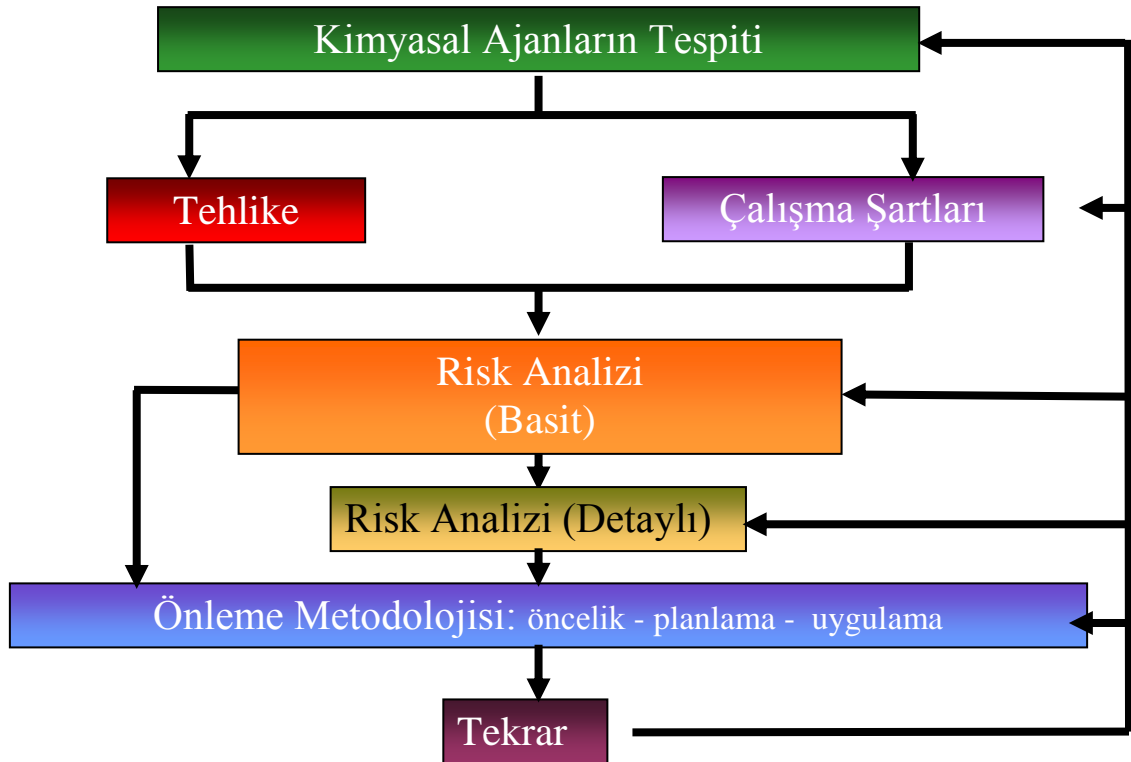 Kimyasal Ajanların Tespiti
Tehlike
Çalışma Şartları
Risk Analizi
(Basit)
Risk Analizi (Detaylı)
Önleme Metodolojisi: öncelik - planlama - uygulama
Tekrar